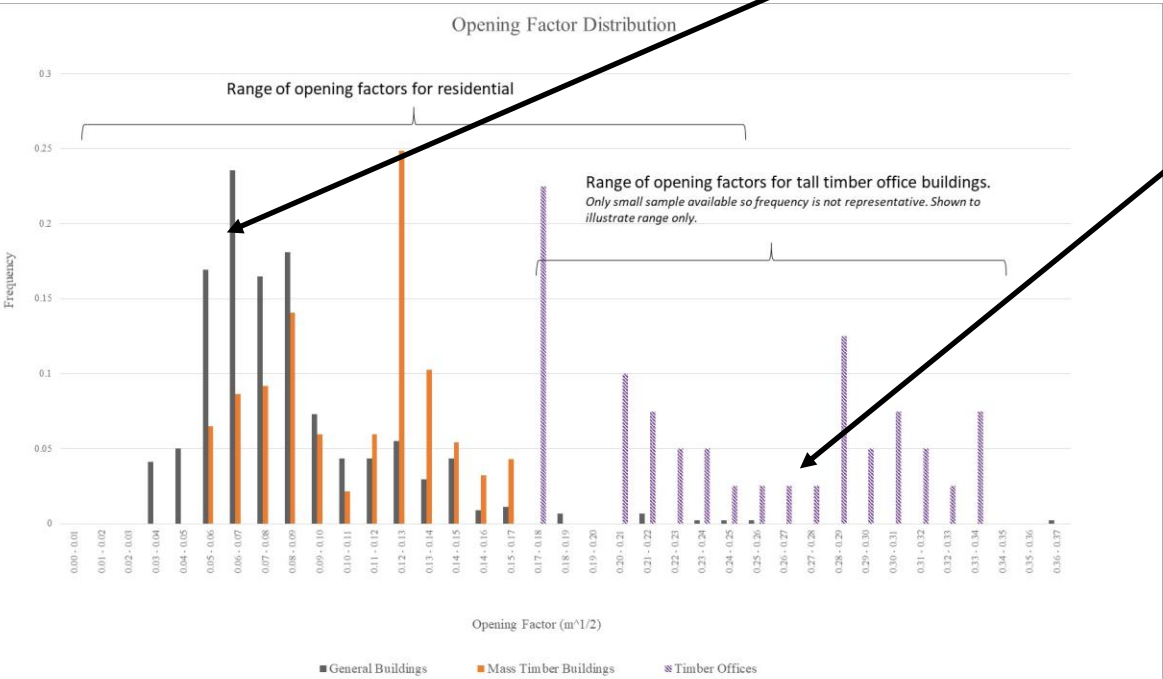 Opening Factor Distribution
Range of opening factors for residential
Range of opening factors for tall timber office buildings.
Only small sample available so frequency is not representative. Shown to
illustrate range only.
Frequency
0.3
0.25
0.2
0.15
0.1
0.05
0
0.00 - 0.01
0.01 - 0.02
0.02 - 0.03
0.03 - 0.04
0.04 - 0.05
0.05 - 0.06
0.06 - 0.07
0.07 - 0.08
0.08 - 0.09
0.09 - 0.10
0.10 - 0.11
0.11 - 0.12
0.12 - 0.13
0.13 - 0.14
0.14 - 0.15
0.14 - 0.16
0.15 - 0.17
0.17 - 0.18
0.18 - 0.19
0.19 - 0.20
0.20 - 0.21
0.21 - 0.22
0.22 - 0.23
0.23 - 0.24
0.24 - 0.25
0.25 - 0.26
0.26 - 0.27
0.27 - 0.28
0.28 - 0.29
0.29 - 0.30
0.30 - 0.31
0.31 - 0.32
0.32 - 0.33
0.33 - 0.34
0.34 - 0.35
0.35 - 0.36
0.36 - 0.37
Opening Factor (m^1/2)
General Buildings
Mass Timber Buildings
Timber Offices